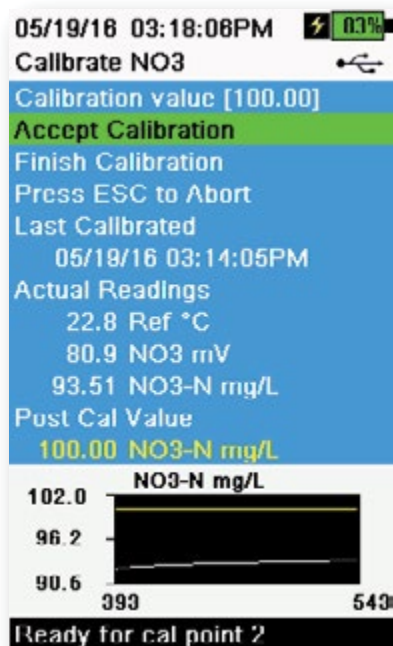 05/19/16 03:18:06PM 03%
Calibrate NO3
Calibration value [100.00]
Accept Calibration
Finish Calibration
Press ESC to Abort
Last Calibrated
05/19/16 03:14:05PM
Actual Readings
22.8 Ref °C
80.9 NO3 mV
93.51 NO3-N mg/L
Post Cal Value
100.00 NO3-N mg/L
NO3-N mg/L
102.0
96.2
90.6
393 543
Ready for cal point 2